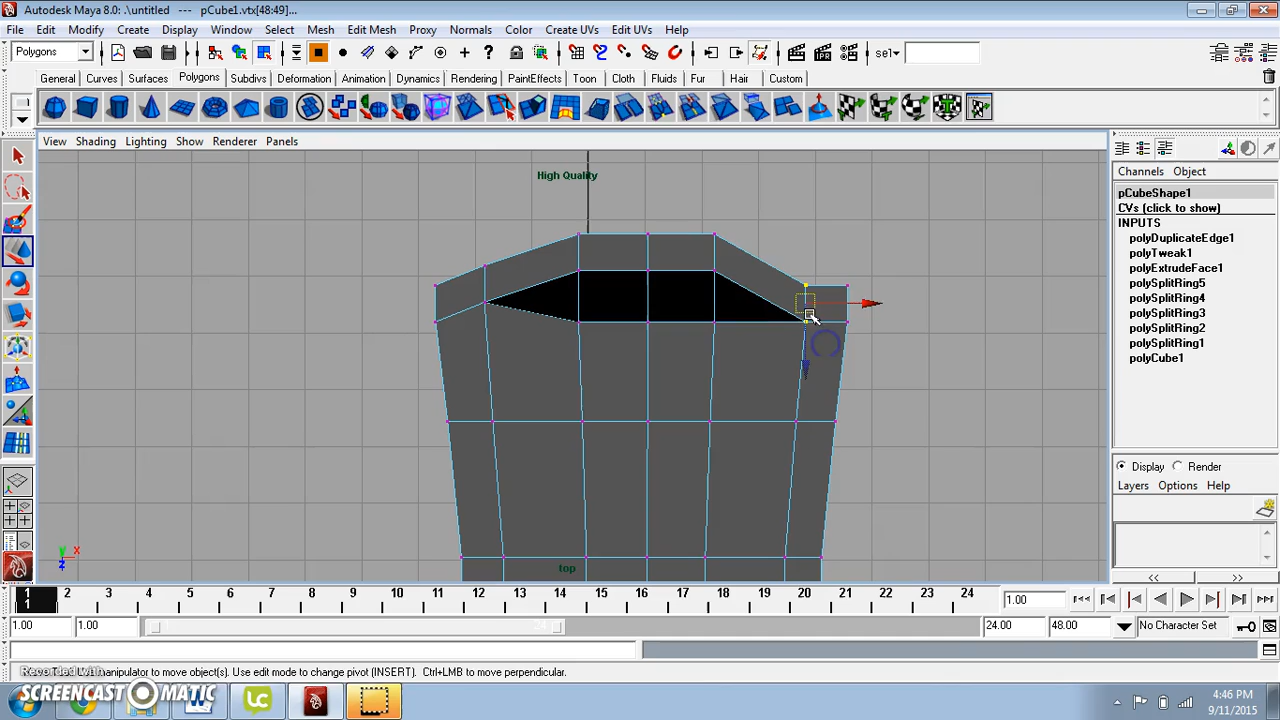 Autodesk Maya 8.0: .\untitled --- pCube1.vtx[48:49]...
File Edit Modify Create Display Window Select Mesh Edit Mesh Proxy Normals Color Create UVs Edit UVs Help
Polygons sel
General Curves Surfaces Polygons Subdivs Deformation Animation Dynamics Rendering PaintEffects Toon Cloth Fluids Fur Hair Custom
View Shading Lighting Show Renderer Panels
Channels Object
pCubeShape1
CVs (click to show)
INPUTS
polyDuplicateEdge1
polyTweak1
polyExtrudeFace1
polySplitRing5
polySplitRing4
polySplitRing3
polySplitRing2
polySplitRing1
polyCube1
High Quality
top
y x
z
Display Render
Layers Options Help
<< >>
1 2 3 4 5 6 7 8 9 10 11 12 13 14 15 16 17 18 19 20 21 22 23 24
1 1.00
1.00 1.00 24 24.00 48.00 No Character Set
manipulator to move object(s). Use edit mode to change pivot (INSERT). Ctrl+LMB to move perpendicular.
Recorded with
SCREENCAST MATIC
4:46 PM
9/11/2015